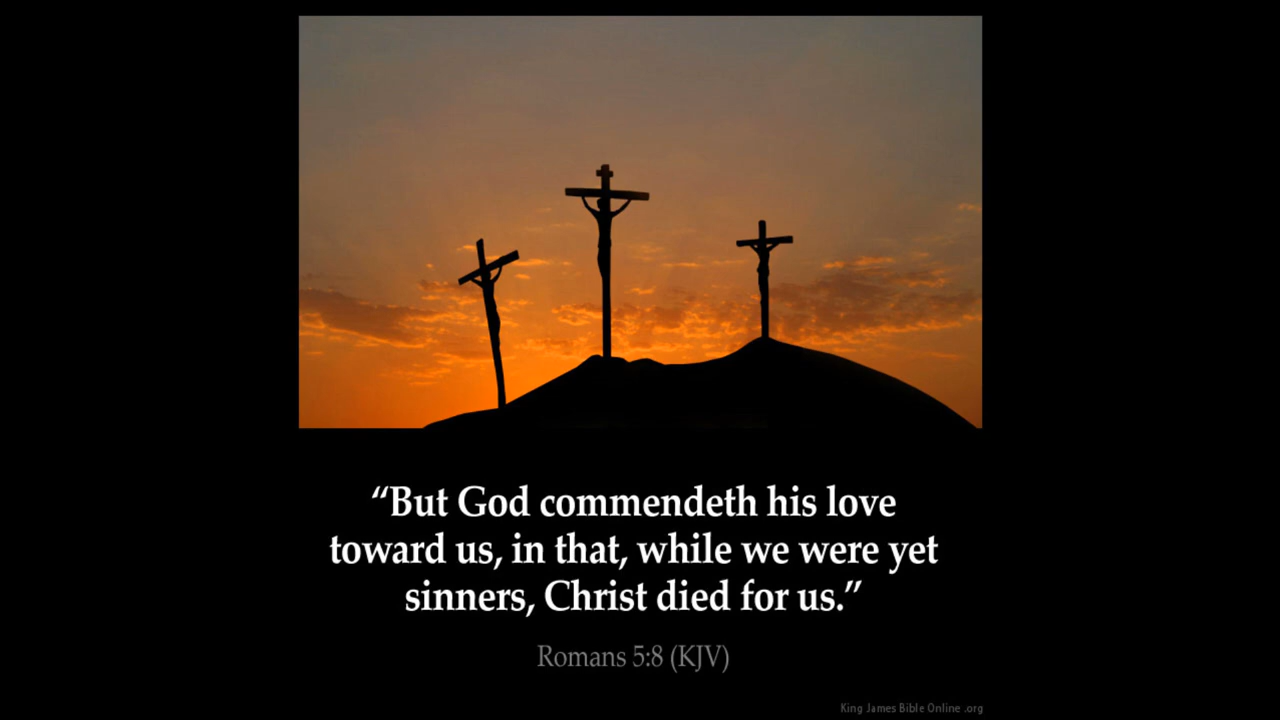 “But God commendeth his love
toward us, in that, while we were yet
sinners, Christ died for us.”
Romans 5:8 (KJV)
King James Bible Online .org